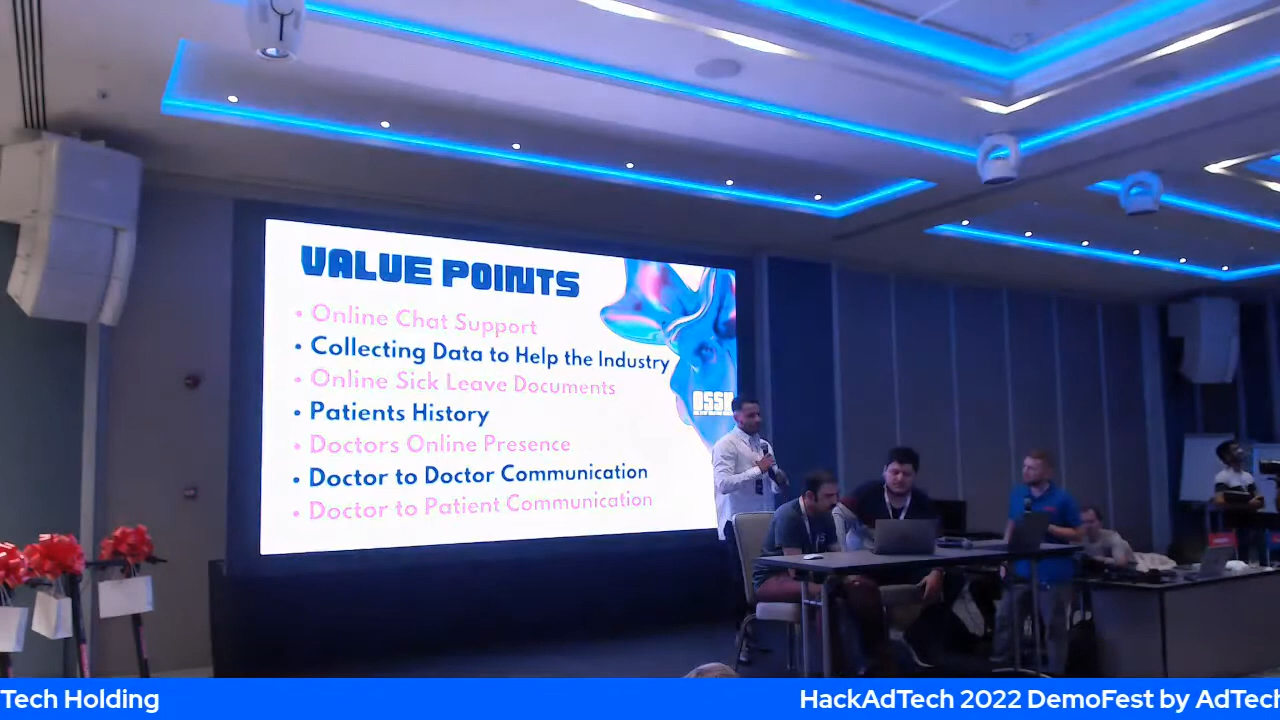 VALUE POINTS
• Online Chat Support
• Collecting Data to Help the Industry
• Online Sick Leave Documents
• Patients History
• Doctors Online Presence
• Doctor to Doctor Communication
• Doctor to Patient Communication
Tech Holding
HackAdTech 2022 DemoFest by AdTech